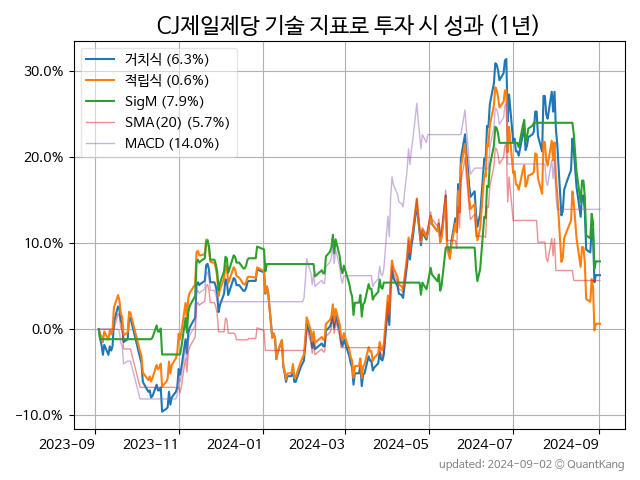 CJ제일제당 기술 지표로 투자 시 성과 (1년)
거치식 (6.3%)
적립식 (0.6%)
SigM (7.9%)
SMA(20) (5.7%)
MACD (14.0%)
30.0%
20.0%
10.0%
0.0%
−10.0%
2023-09 2023-11 2024-01 2024-03 2024-05 2024-07 2024-09
updated: 2024-09-02 © QuantKang